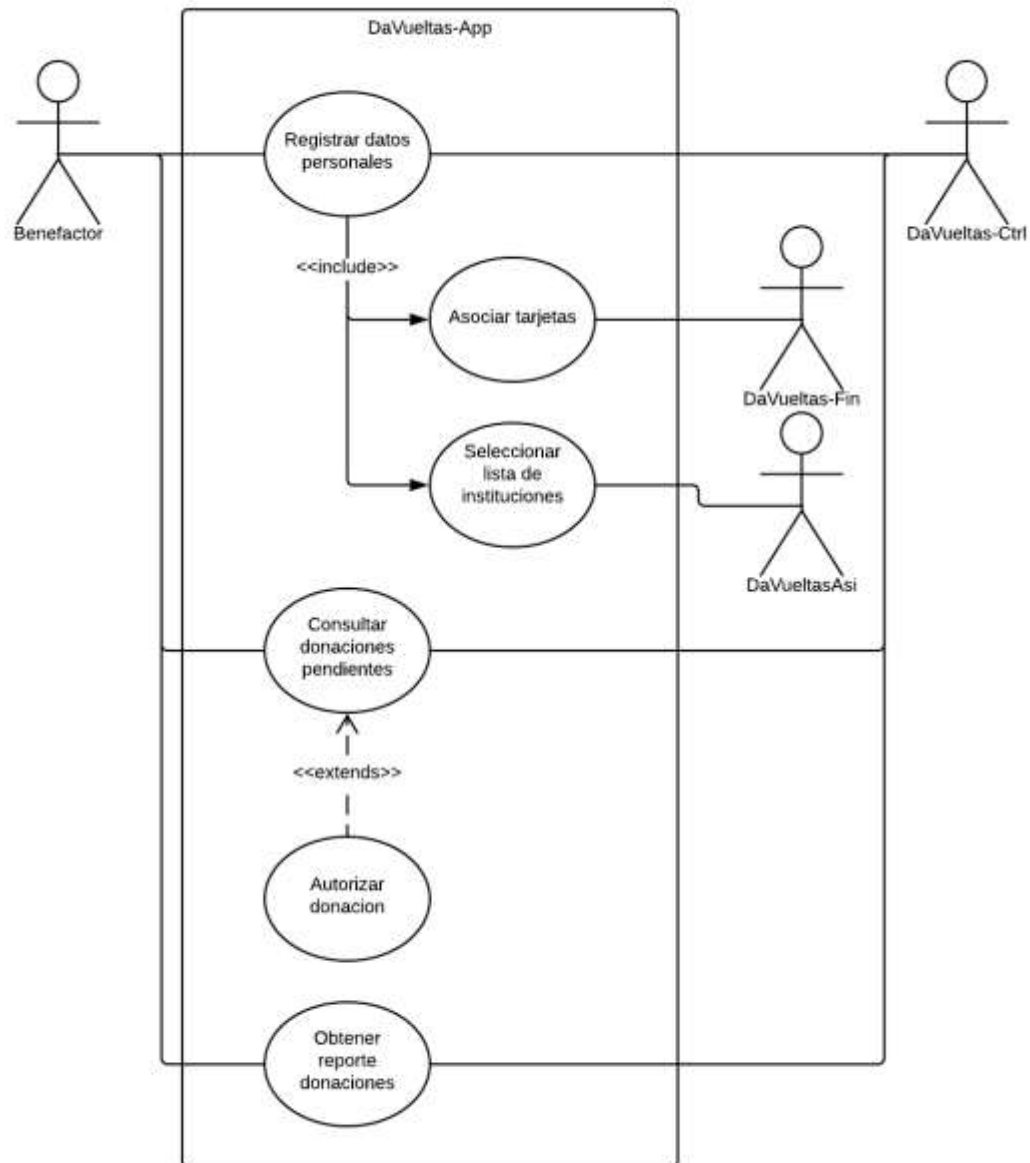 DaVueltas-App
Registrar datos
personales
Benefactor
DaVueltas-Ctrl
<<include>>
Asociar tarjetas
DaVueltas-Fin
Seleccionar
lista de
instituciones
DaVueltasAsi
Consultar
donaciones
pendientes
<<extends>>
Autorizar
donacion
Obtener
reporte
donaciones